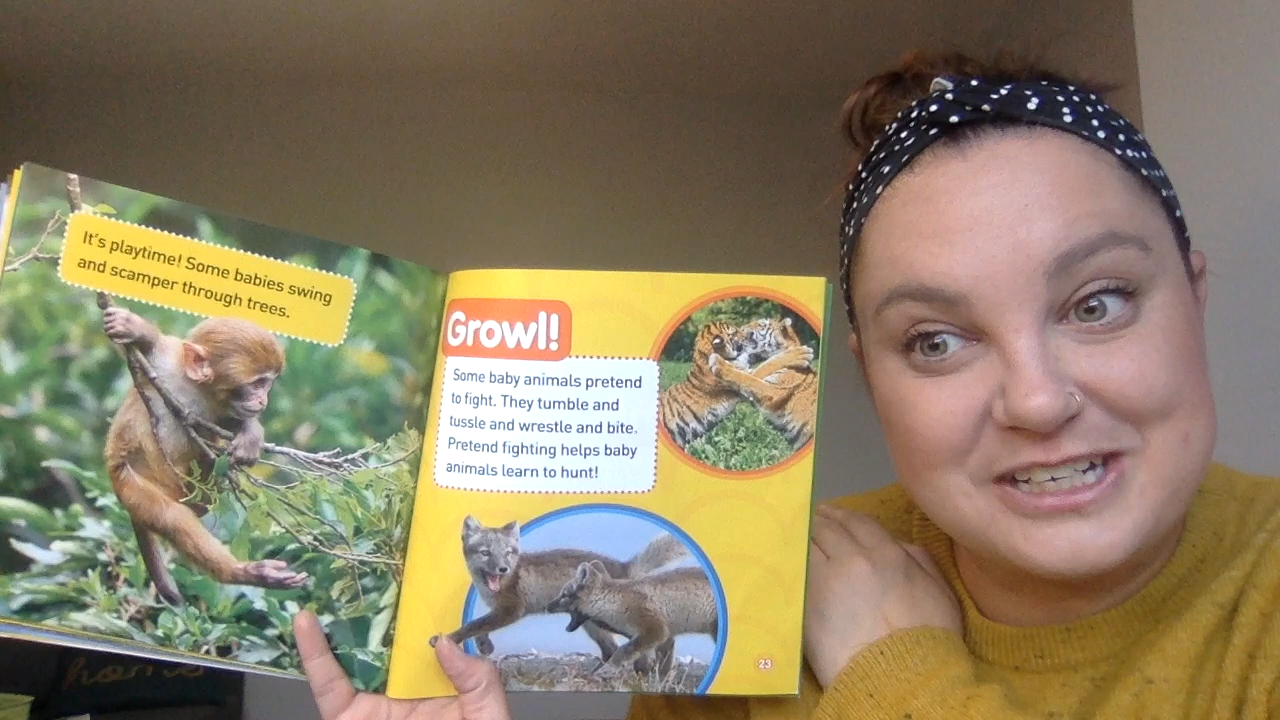 It's playtime! Some babies swing
and scamper through trees.
Growl!
Some baby animals pretend
to fight. They tumble and
tussle and wrestle and bite.
Pretend fighting helps baby
animals learn to hunt!
23